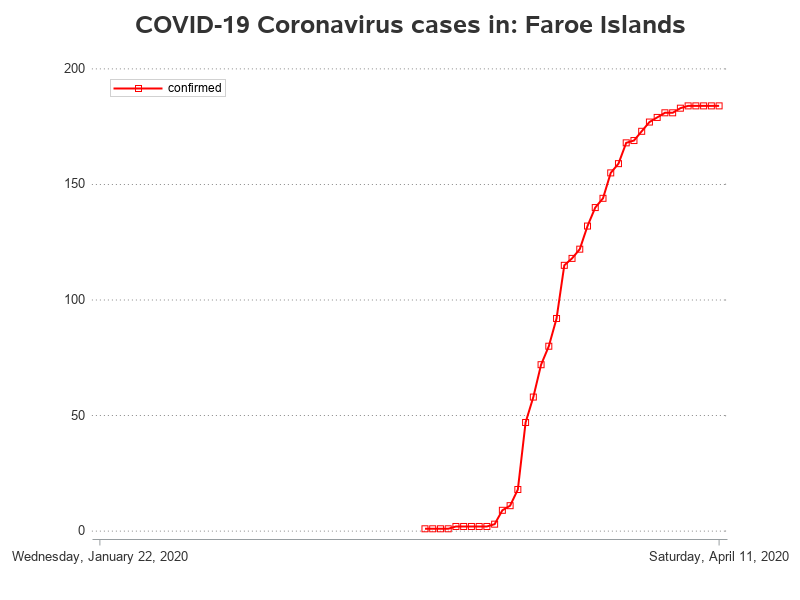 COVID-19 Coronavirus cases in: Faroe Islands
200
confirmed
150
100
50
0
Wednesday, January 22, 2020
Saturday, April 11, 2020